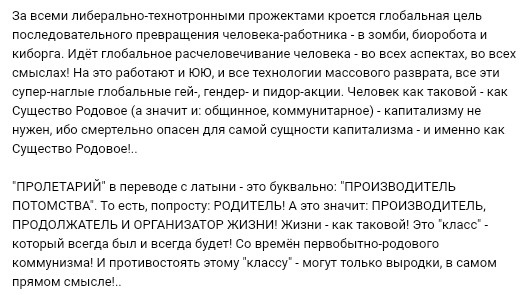 За всеми либерально-технотронными прожектами кроется глобальная цель
последовательного превращения человека-работника - в зомби, биоробота и
киборга. Идёт глобальное расчеловечивание человека - во всех аспектах, во всех
смыслах! На это работают и ЮЮ, и все технологии массового разврата, все эти
супер-наглые глобальные гей-, гендер- и пидор-акции. Человек как таковой - как
Существо Родовое (а значит и: общинное, коммунитарное) - капитализму не
нужен, ибо смертельно опасен для самой сущности капитализма - и именно как
Существо Родовое!..
"ПРОЛЕТАРИЙ" в переводе с латыни - это буквально: "ПРОИЗВОДИТЕЛЬ
ПОТОМСТВА". То есть, попросту: РОДИТЕЛЬ! А это значит: ПРОИЗВОДИТЕЛЬ,
ПРОДОЛЖАТЕЛЬ И ОРГАНИЗАТОР ЖИЗНИ! Жизни - как таковой! Это "класс" -
который всегда был и всегда будет! Со времён первобытно-родового
коммунизма! И противостоять этому "классу" - могут только выродки, в самом
прямом смысле!..